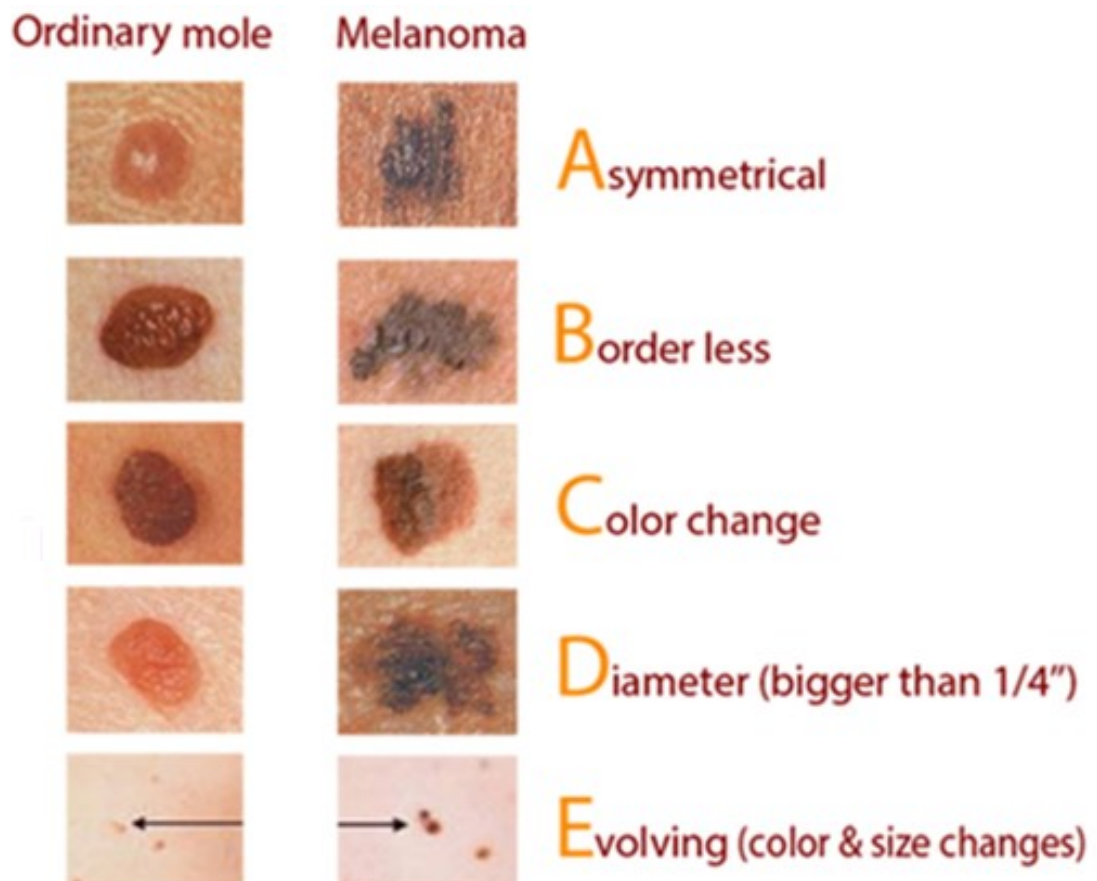 Ordinary mole Melanoma
Asymmetrical
Border less
Color change
Diameter (bigger than 1/4")
Evolving (color & size changes)